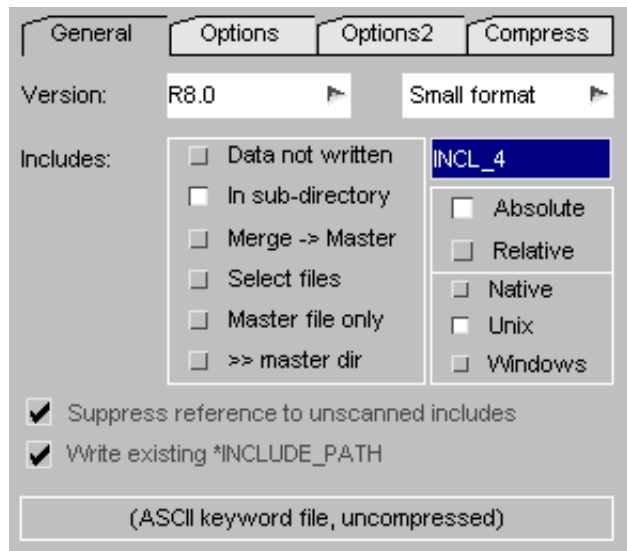 General Options Options2 Compress
Version: R8.0 Small format
Includes: Data not written INCL_4
In sub-directory Absolute
Merge -> Master Relative
Select files Native
Master file only Unix
>> master dir Windows
Suppress reference to unscanned includes
Write existing *INCLUDE_PATH
(ASCII keyword file, uncompressed)